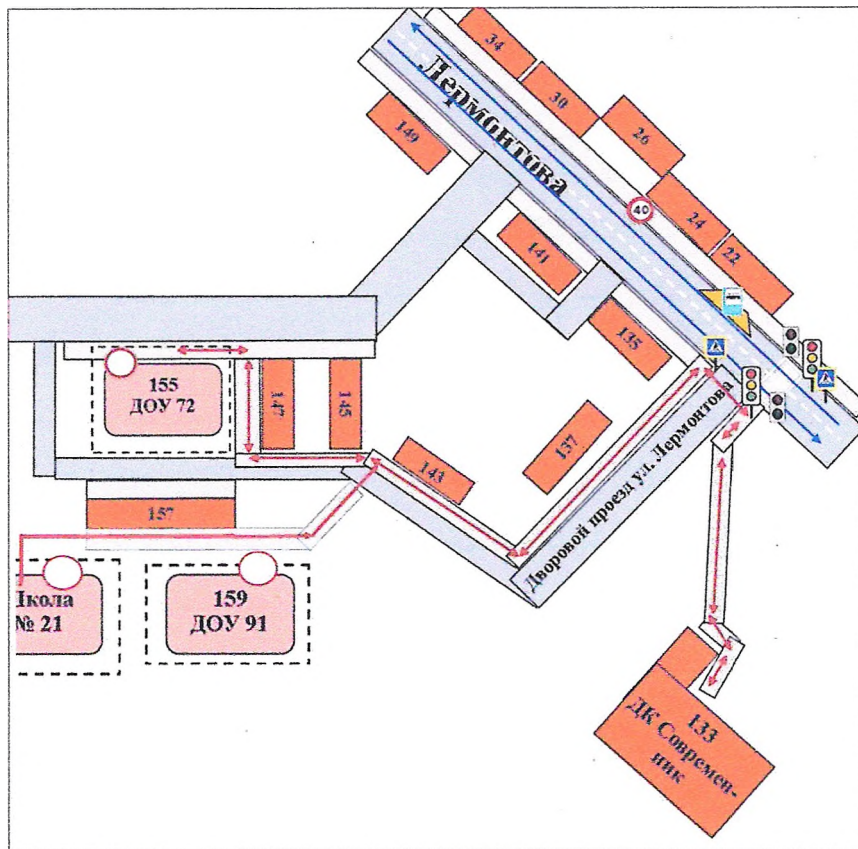 34
30
26
24
22
Лермонтова
149
40
141
135
155
ДОУ 72
147
145
143
137
Дворовой проезд ул. Лермонтова
157
Школа
№ 21
159
ДОУ 91
133
ДК Современ-
ник